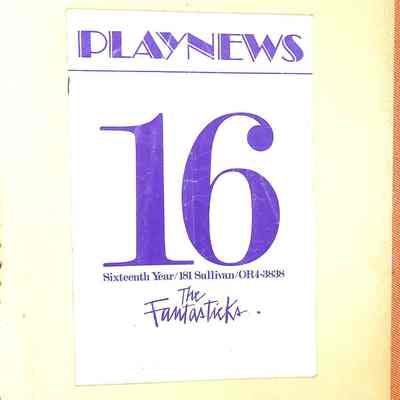 PLAYNEWS
16
Sixteenth Year/181 Sullivan/OR4-3838
The
Fantasticks.